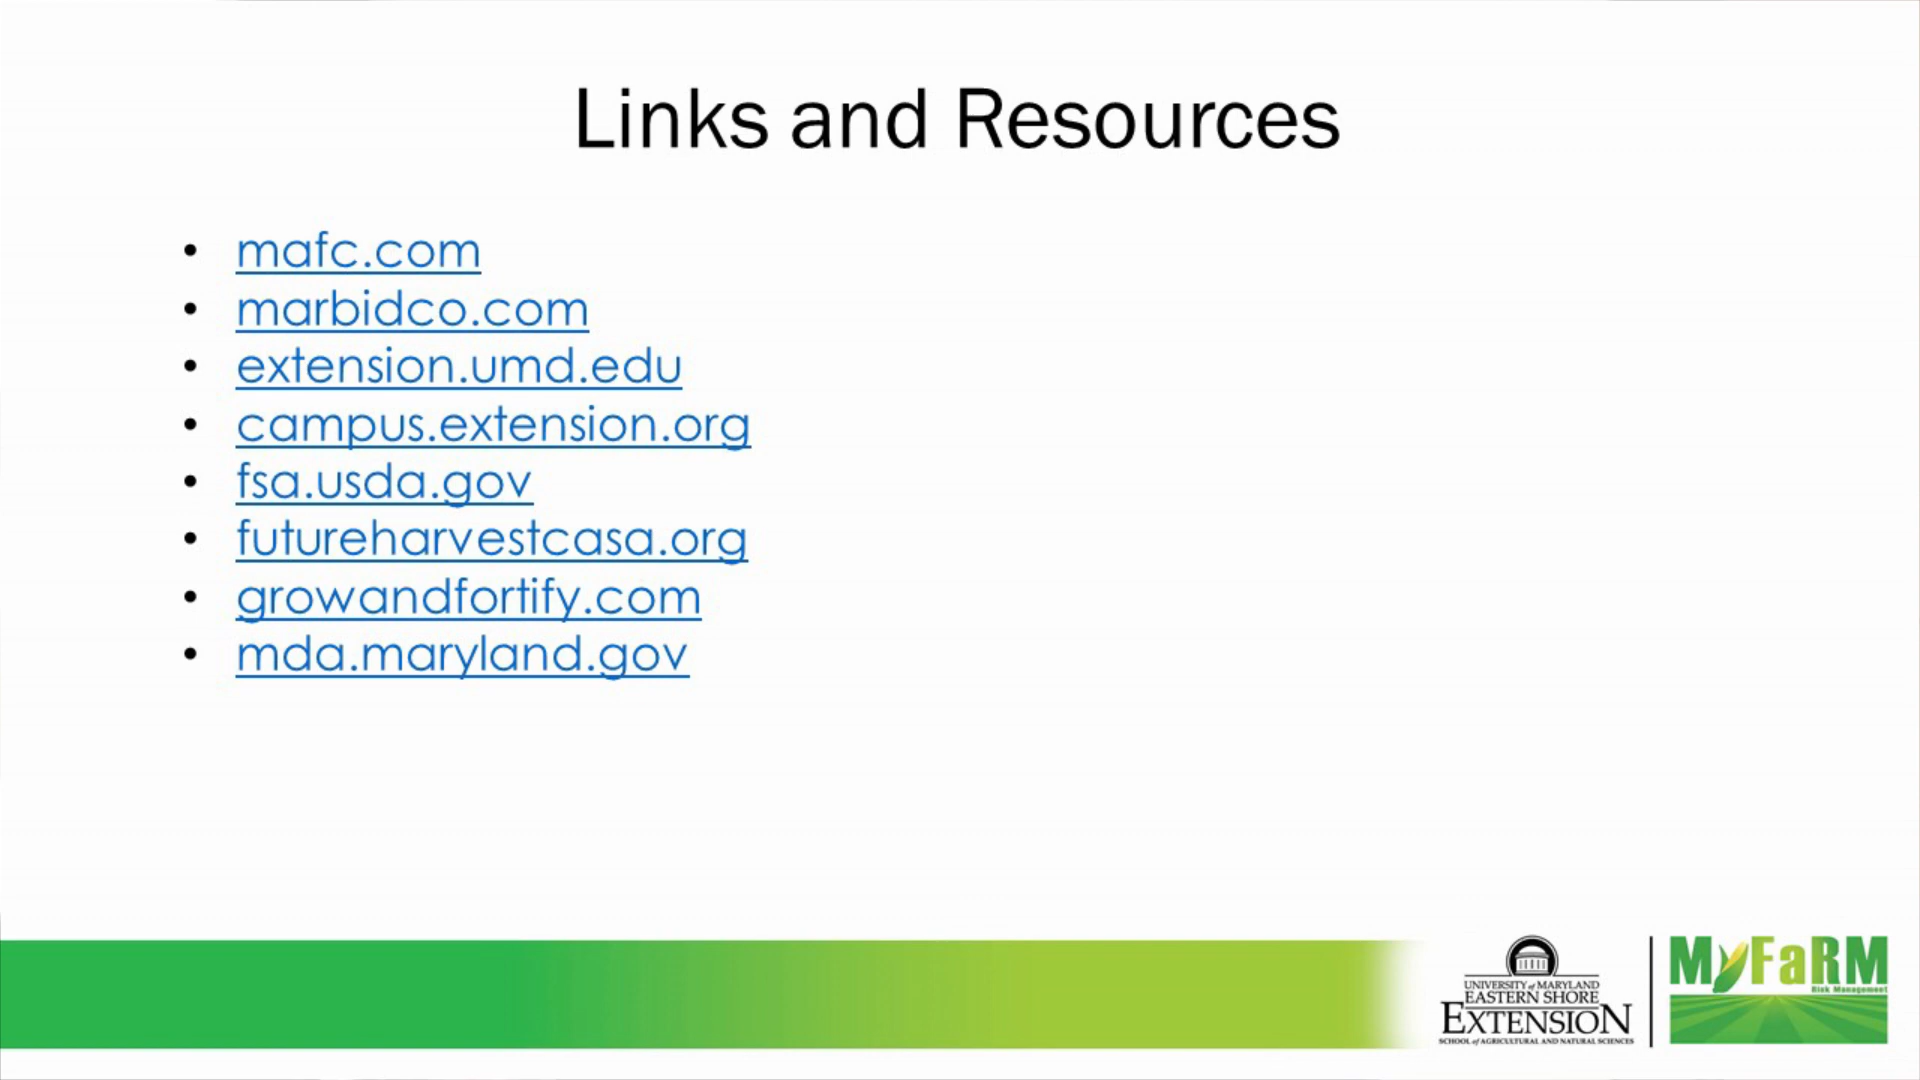 Links and Resources
• mafc.com
• marbidco.com
• extension.umd.edu
• campus.extension.org
• fsa.usda.gov
• futureharvestcasa.org
• growandfortify.com
• mda.maryland.gov
UNIVERSITY of MARYLAND
EASTERN SHORE
EXTENSION
SCHOOL of AGRICULTURAL AND NATURAL SCIENCES
MyFaRM
Risk Management